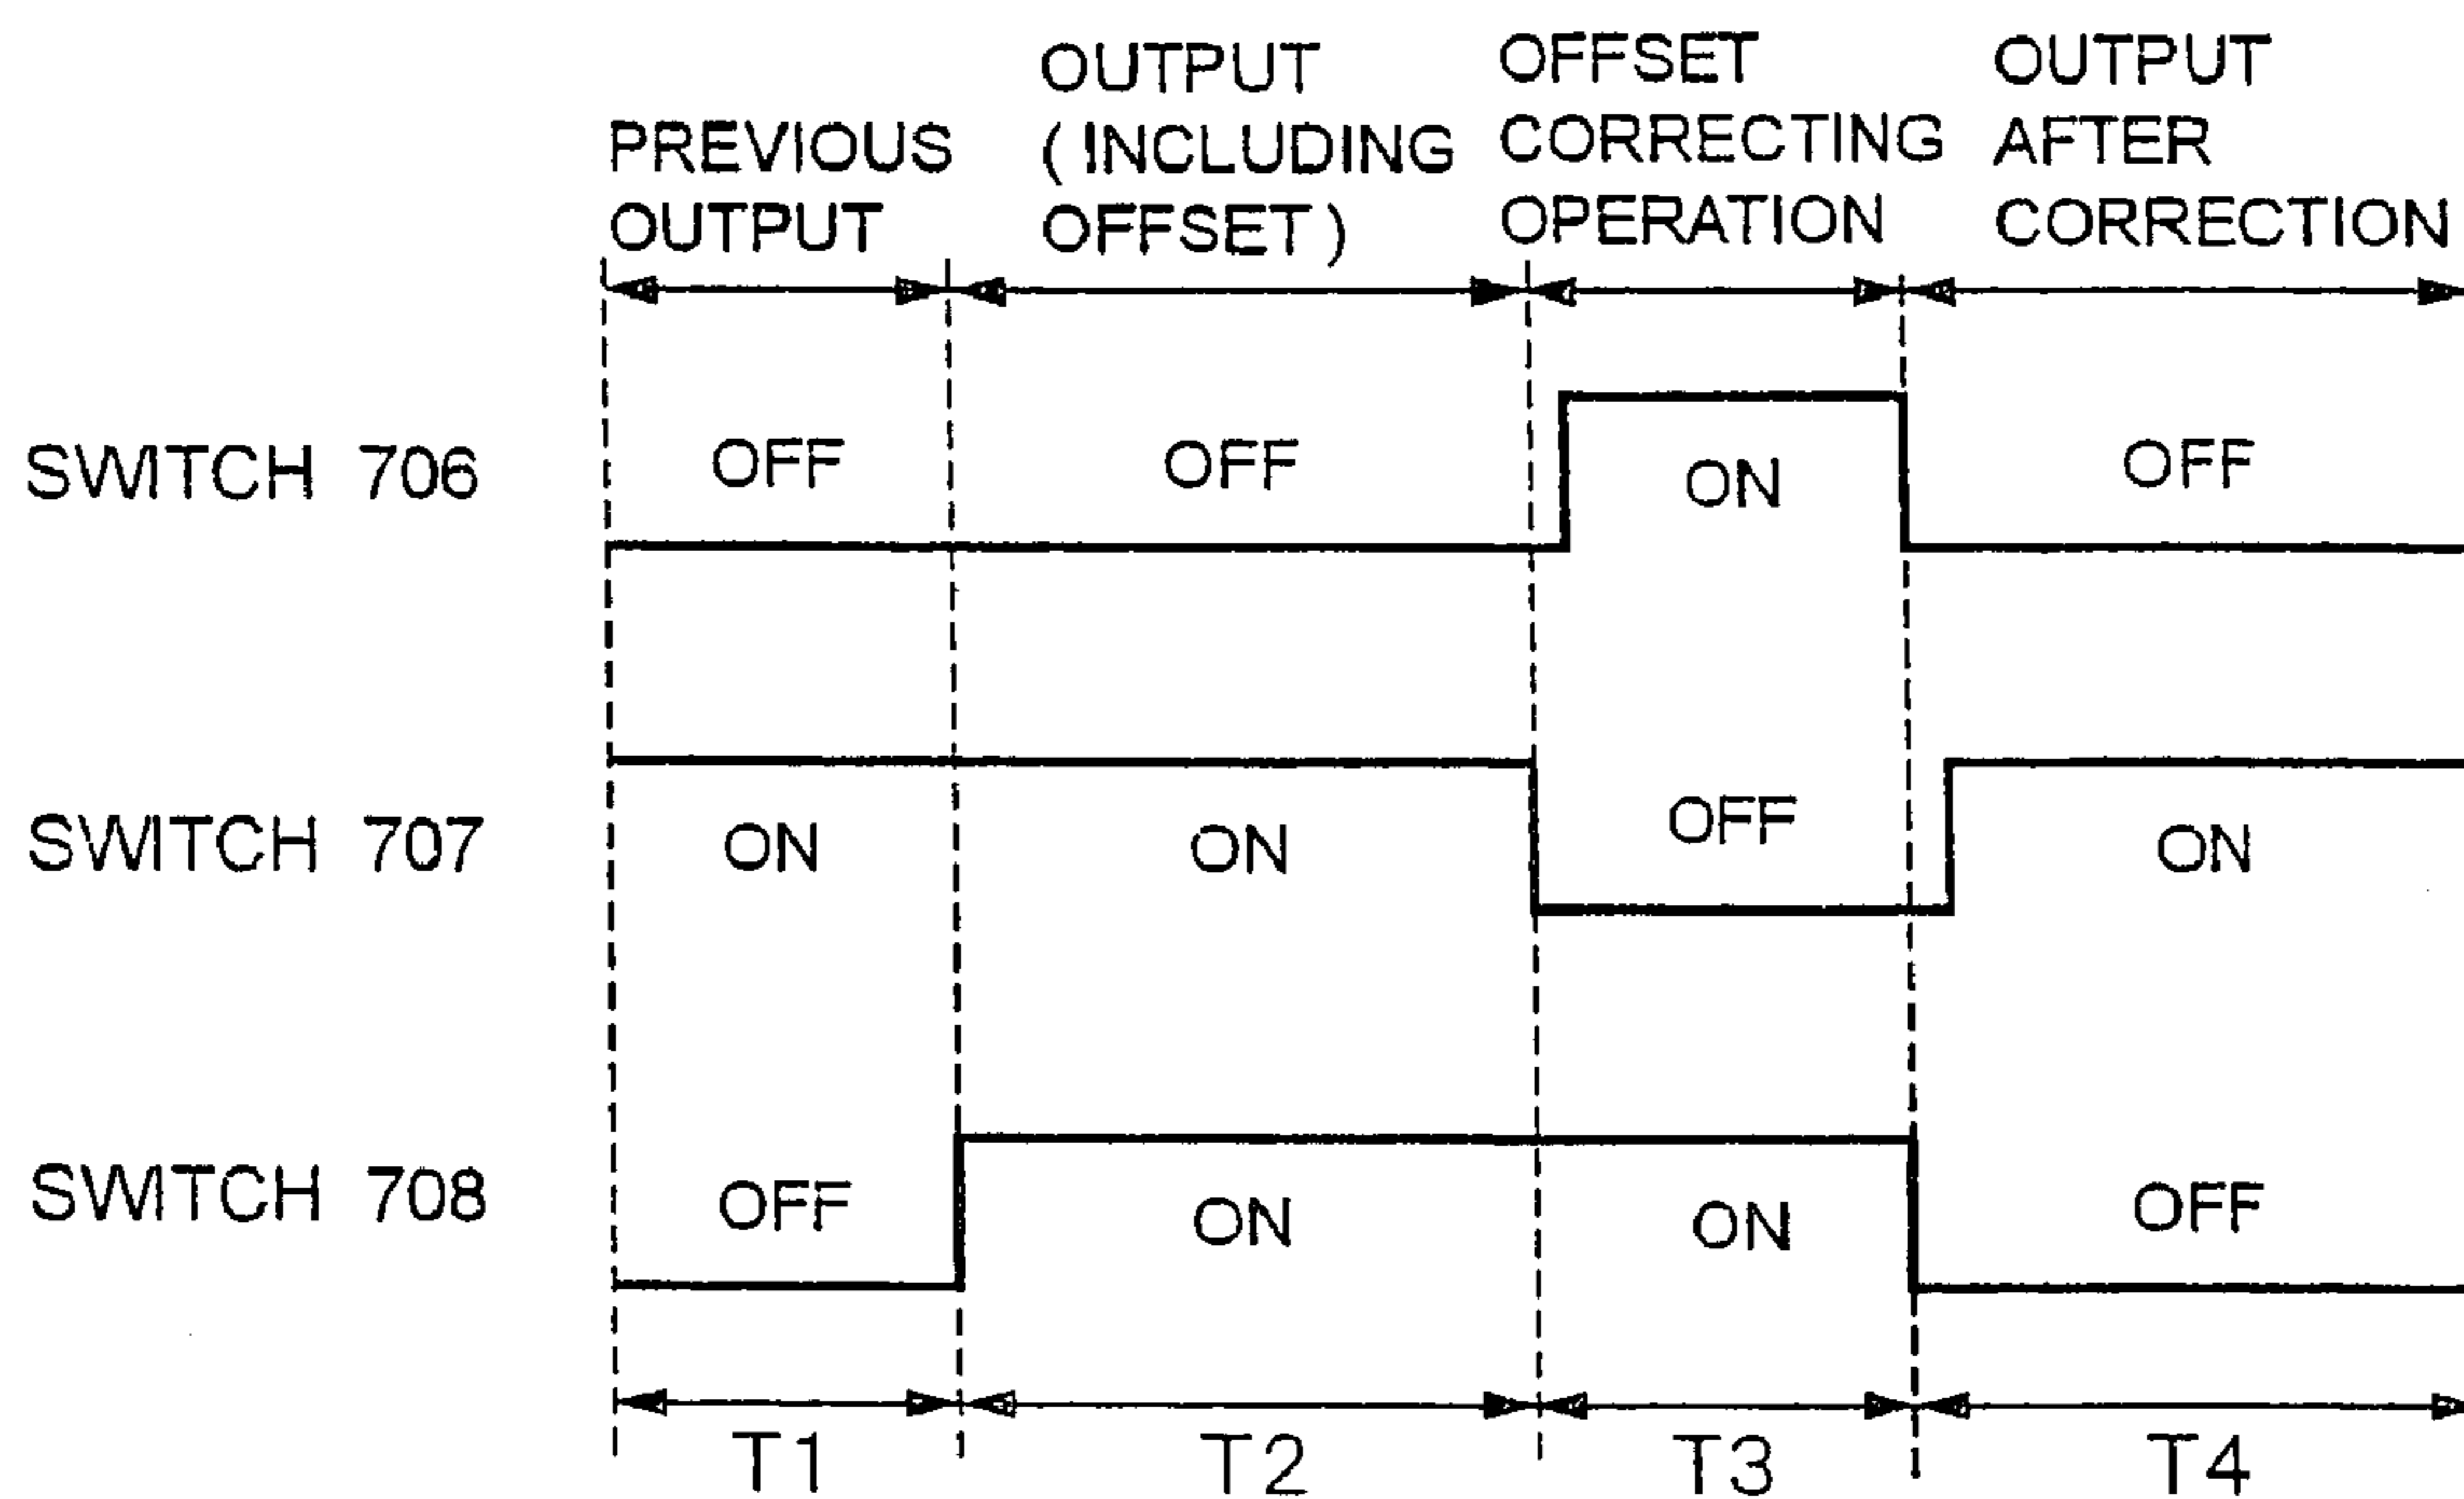 PREVIOUS
OUTPUT
OUTPUT
( INCLUDING
OFFSET )
OFFSET
CORRECTING
OPERATION
OUTPUT
AFTER
CORRECTION
SWITCH 706
OFF
OFF
ON
OFF
SWITCH 707
ON
ON
OFF
ON
SWITCH 708
OFF
ON
ON
OFF
T1
T2
T3
T4